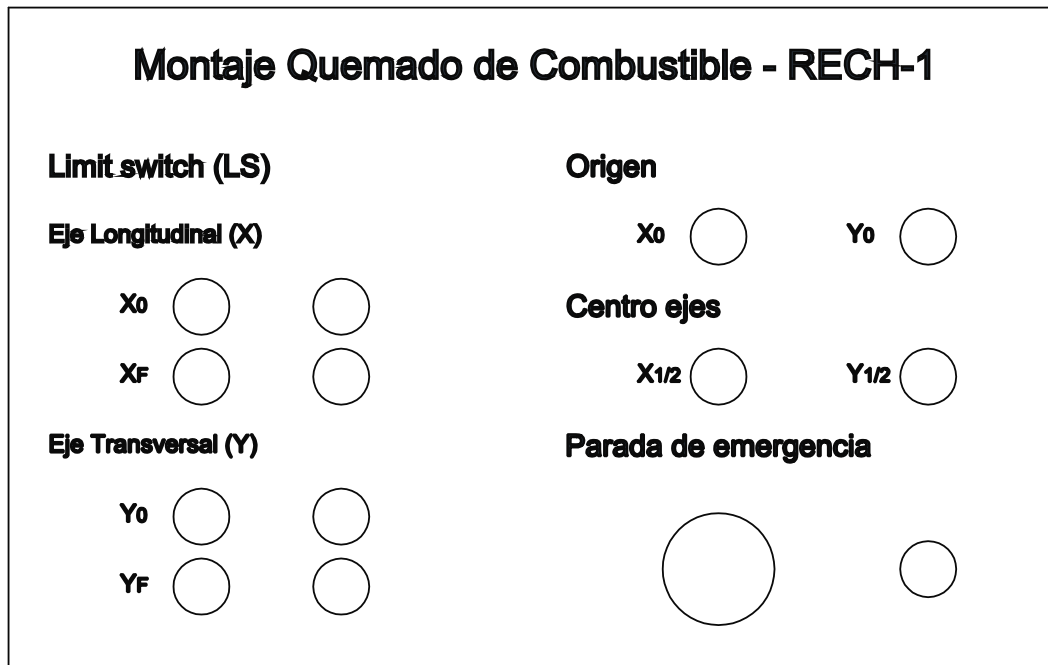 Montaje Quemado de Combustible - RECH-1
Limit switch (LS)
Eje Longitudinal (X)
X0
XF
Eje Transversal (Y)
Y0
YF
Origen
X0 Y0
Centro ejes
X1/2 Y1/2
Parada de emergencia